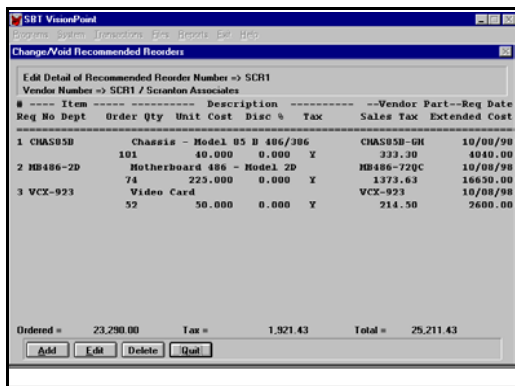 SBT VisionPoint
Programs System Transactions Files Reports Exit Help
Change/Void Recommended Reorders
Edit Detail of Recommended Reorder Number => SCR1
Vendor Number => SCR1 / Scranton Associates
# ---- Item ----- ---------- Description ---------- --Vendor Part--Req Date
Req No Dept Order Qty Unit Cost Disc % Tax Sales Tax Extended Cost
1 CHAS05B Chassis - Model 05 B 486/386 CHAS05B-GH 10/08/98
101 40.000 0.000 Y 333.30 4040.00
2 MB486-2D Motherboard 486 - Model 2D MB486-72QC 10/08/98
74 225.000 0.000 Y 1373.63 16650.00
3 VCX-923 Video Card VCX-923 10/08/98
52 50.000 0.000 Y 214.50 2600.00
Ordered = 23,290.00 Tax = 1,921.43 Total = 25,211.43
Add Edit Delete Quit